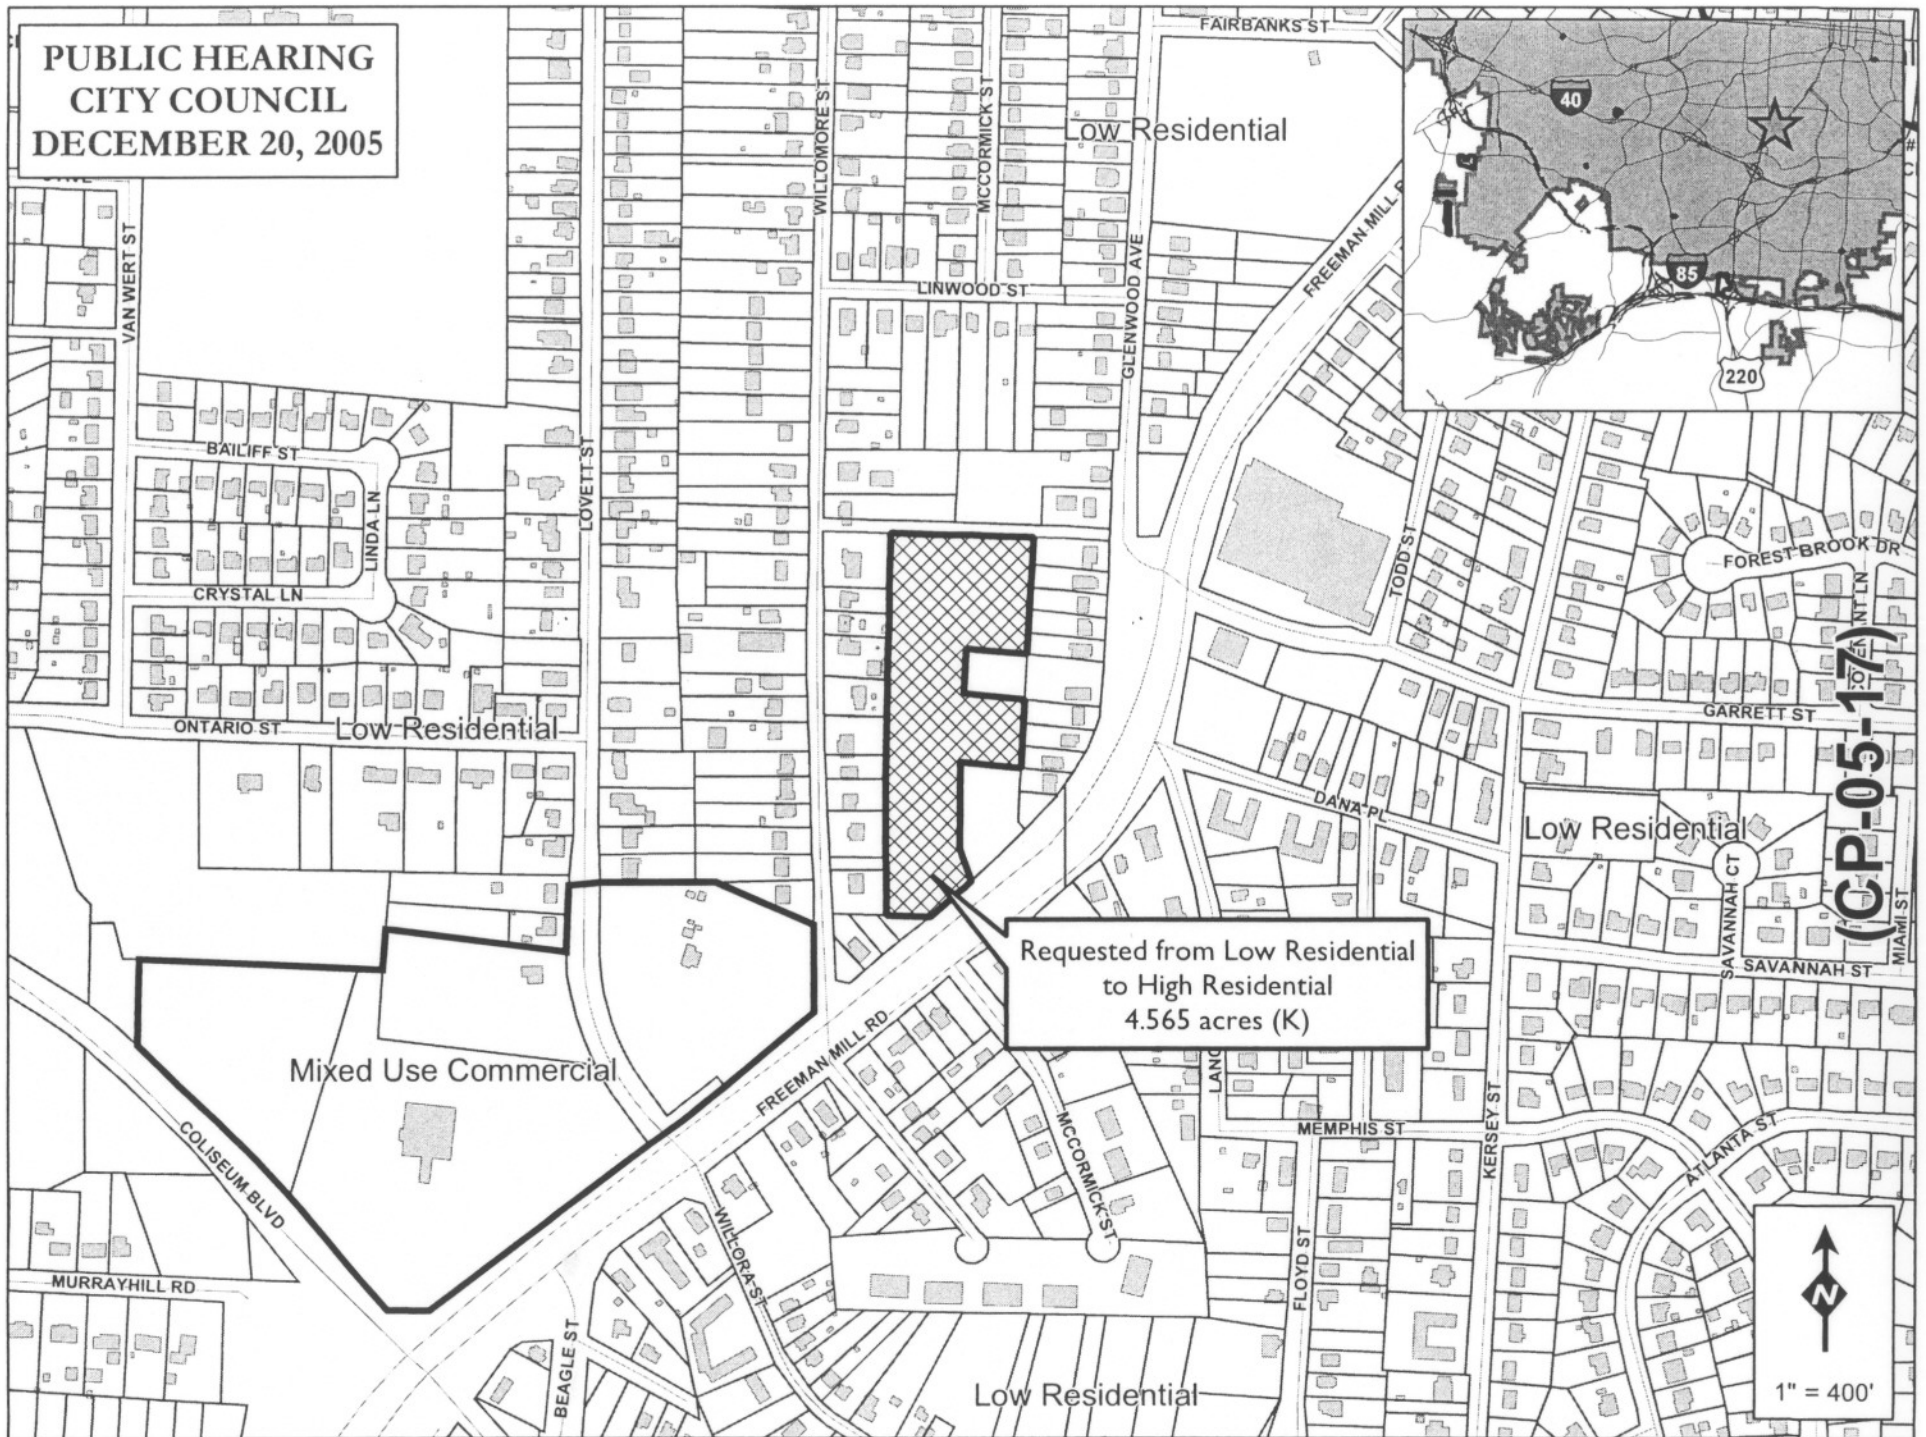 PUBLIC HEARING
CITY COUNCIL
DECEMBER 20, 2005
FAIRBANKS ST
40
85
220
Low Residential
VAN WERT ST
WILLOMORE ST
MCCORMICK ST
GLENWOOD AVE
FREEMAN MILL
LINWOOD ST
BAILIFF ST
LINDA LN
LOVETT ST
CRYSTAL LN
TODD ST
FOREST BROOK DR
ONTARIO ST
Low Residential
GARRETT ST
DANA PL
Low Residential
(CP-05-17)
SAVANNAH CT
MIAMI ST
SAVANNAH ST
Requested from Low Residential
to High Residential
4.565 acres (K)
Mixed Use Commercial
FREEMAN MILL RD
COLISEUM BLVD
MCCORMICK ST
MEMPHIS ST
KERSEY ST
ATLANTA ST
WILLORA ST
FLOYD ST
MURRAYHILL RD
BEAGLE ST
Low Residential
N
1" = 400'